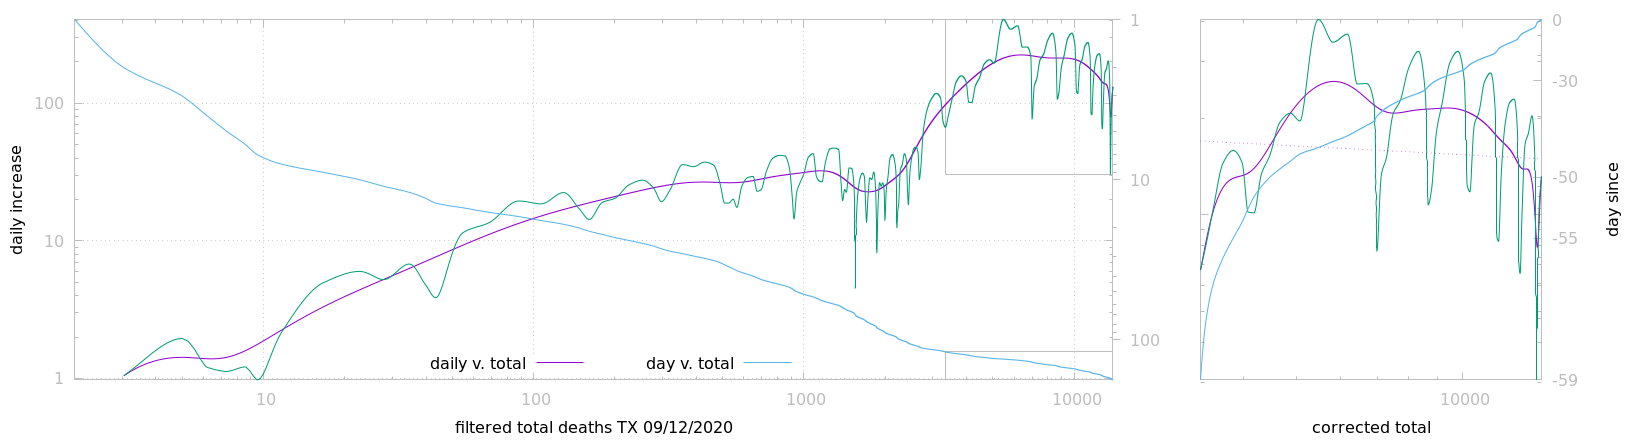 100
10
1
daily increase
10
100
1000
10000
filtered total deaths TX 09/12/2020
daily v. total
day v. total
1
10
100
0
-30
-50
-55
-59
day since
10000
corrected total